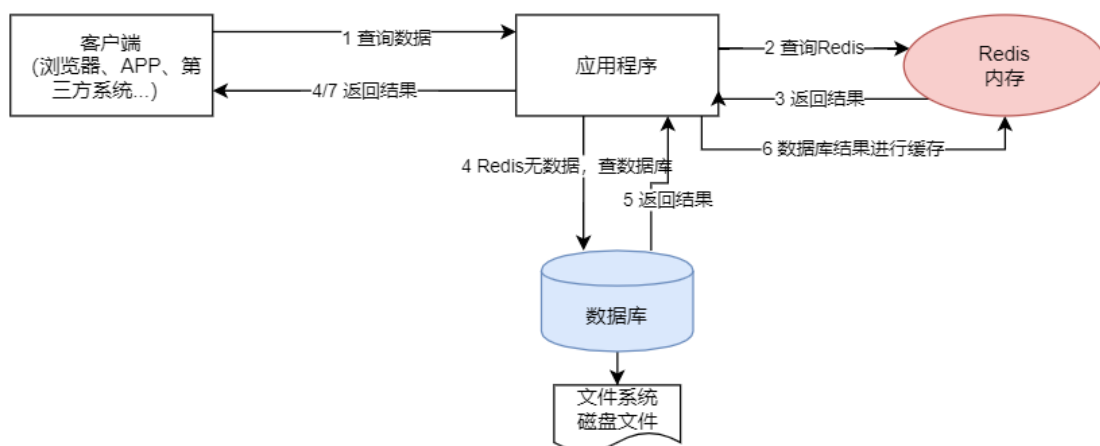 客户端
(浏览器、APP、第
三方系统...)
1 查询数据
4/7 返回结果
应用程序
2 查询Redis
3 返回结果
Redis
内存
6 数据库结果进行缓存
4 Redis无数据，查数据库
5 返回结果
数据库
文件系统
磁盘文件